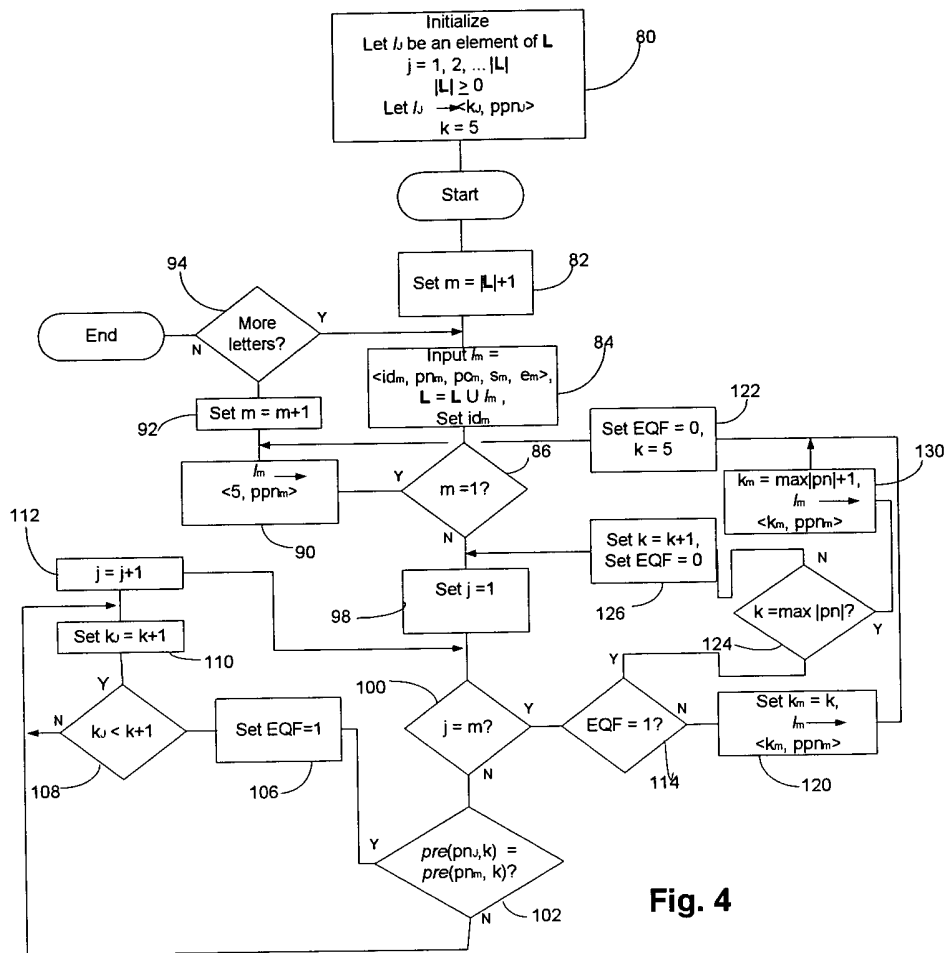 Initialize
Let lJ be an element of L
j = 1, 2, ... |L|
|L| ≥ 0
Let lJ → <kJ, ppnJ>
k = 5
80
Start
Set m = |L|+1
82
94
More
letters?
Y
N
End
Input lm =
<idm, pnm, pcm, sm, em>,
L = L U lm ,
Set idm
84
Set m = m+1
92
122
Set EQF = 0,
k = 5
86
m =1?
Y
N
lm →
<5, ppnm>
90
130
km = max|pn|+1,
lm →
<km, ppnm>
112
j = j+1
Set k = k+1,
Set EQF = 0
126
N
k =max |pn|?
Y
124
Set j =1
98
Set kJ = k+1
110
Y
100
j = m?
Y
N
Y
EQF = 1?
N
114
Set km = k,
lm →
<km, ppnm>
120
N
kJ < k+1
108
Set EQF=1
106
Y
pre(pnJ,k) =
pre(pnm, k)?
N
102
Fig. 4